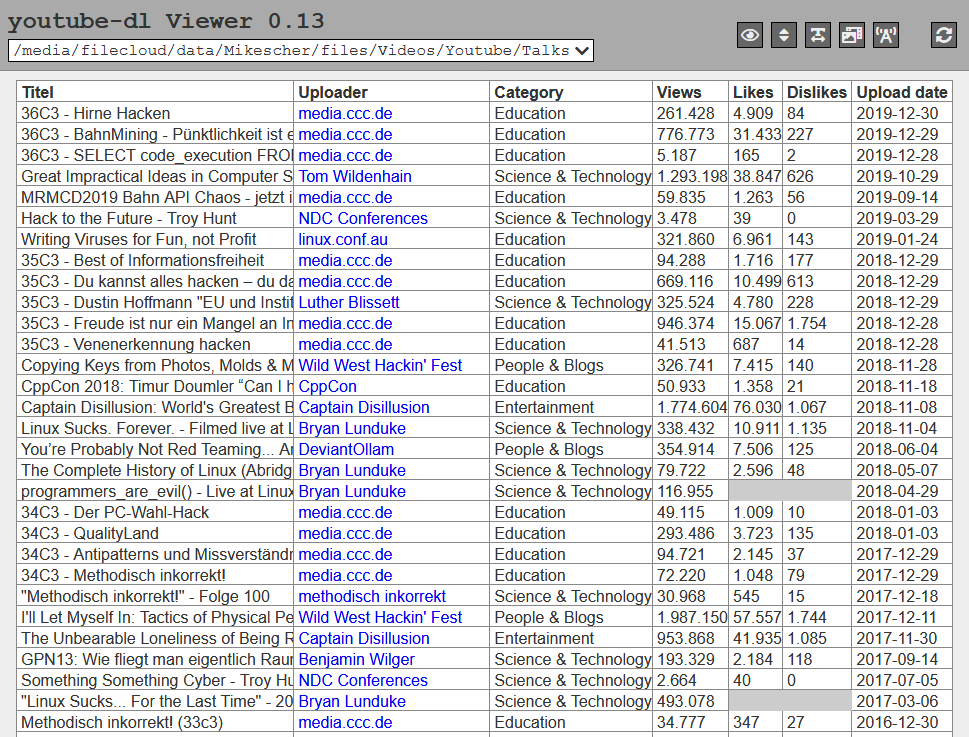 youtube-dl Viewer 0.13
/media/filecloud/data/Mikescher/files/Videos/Youtube/Talks
Titel Uploader Category Views Likes Dislikes Upload date
36C3 - Hirne Hacken media.ccc.de Education 261.428 4.909 84 2019-12-30
36C3 - BahnMining - Pünktlichkeit ist e media.ccc.de Education 776.773 31.433 227 2019-12-29
36C3 - SELECT code_execution FROM media.ccc.de Education 5.187 165 2 2019-12-28
Great Impractical Ideas in Computer S Tom Wildenhain Science & Technology 1.293.198 38.847 626 2019-10-29
MRMCD2019 Bahn API Chaos - jetzt i media.ccc.de Education 59.835 1.263 56 2019-09-14
Hack to the Future - Troy Hunt NDC Conferences Science & Technology 3.478 39 0 2019-03-29
Writing Viruses for Fun, not Profit linux.conf.au Education 321.860 6.961 143 2019-01-24
35C3 - Best of Informationsfreiheit media.ccc.de Education 94.288 1.716 177 2018-12-29
35C3 - Du kannst alles hacken – du da media.ccc.de Education 669.116 10.499 613 2018-12-29
35C3 - Dustin Hoffmann "EU und Instit Luther Blissett Science & Technology 325.524 4.780 228 2018-12-29
35C3 - Freude ist nur ein Mangel an In media.ccc.de Education 946.374 15.067 1.754 2018-12-28
35C3 - Venenerkennung hacken media.ccc.de Education 41.513 687 14 2018-12-28
Copying Keys from Photos, Molds & M Wild West Hackin' Fest People & Blogs 326.741 7.415 140 2018-11-28
CppCon 2018: Timur Doumler “Can I h CppCon Education 50.933 1.358 21 2018-11-18
Captain Disillusion: World's Greatest B Captain Disillusion Entertainment 1.774.604 76.030 1.067 2018-11-08
Linux Sucks. Forever. - Filmed live at L Bryan Lunduke Science & Technology 338.432 10.911 1.135 2018-11-04
You’re Probably Not Red Teaming... An DeviantOllam People & Blogs 354.914 7.506 125 2018-06-04
The Complete History of Linux (Abridg Bryan Lunduke Science & Technology 79.722 2.596 48 2018-05-07
programmers_are_evil() - Live at Linux Bryan Lunduke Science & Technology 116.955 2018-04-29
34C3 - Der PC-Wahl-Hack media.ccc.de Education 49.115 1.009 10 2018-01-03
34C3 - QualityLand media.ccc.de Education 293.486 3.723 135 2018-01-03
34C3 - Antipatterns und Missverständn media.ccc.de Education 94.721 2.145 37 2017-12-29
34C3 - Methodisch inkorrekt! media.ccc.de Education 72.220 1.048 79 2017-12-29
"Methodisch inkorrekt!" - Folge 100 methodisch inkorrekt Science & Technology 30.968 545 15 2017-12-18
I'll Let Myself In: Tactics of Physical Pe Wild West Hackin' Fest People & Blogs 1.987.150 57.557 1.744 2017-12-11
The Unbearable Loneliness of Being R Captain Disillusion Entertainment 953.868 41.935 1.085 2017-11-30
GPN13: Wie fliegt man eigentlich Raum Benjamin Wilger Science & Technology 193.329 2.184 118 2017-09-14
Something Something Cyber - Troy Hu NDC Conferences Science & Technology 2.664 40 0 2017-07-05
"Linux Sucks... For the Last Time" - 20 Bryan Lunduke Science & Technology 493.078 2017-03-06
Methodisch inkorrekt! (33c3) media.ccc.de Education 34.777 347 27 2016-12-30